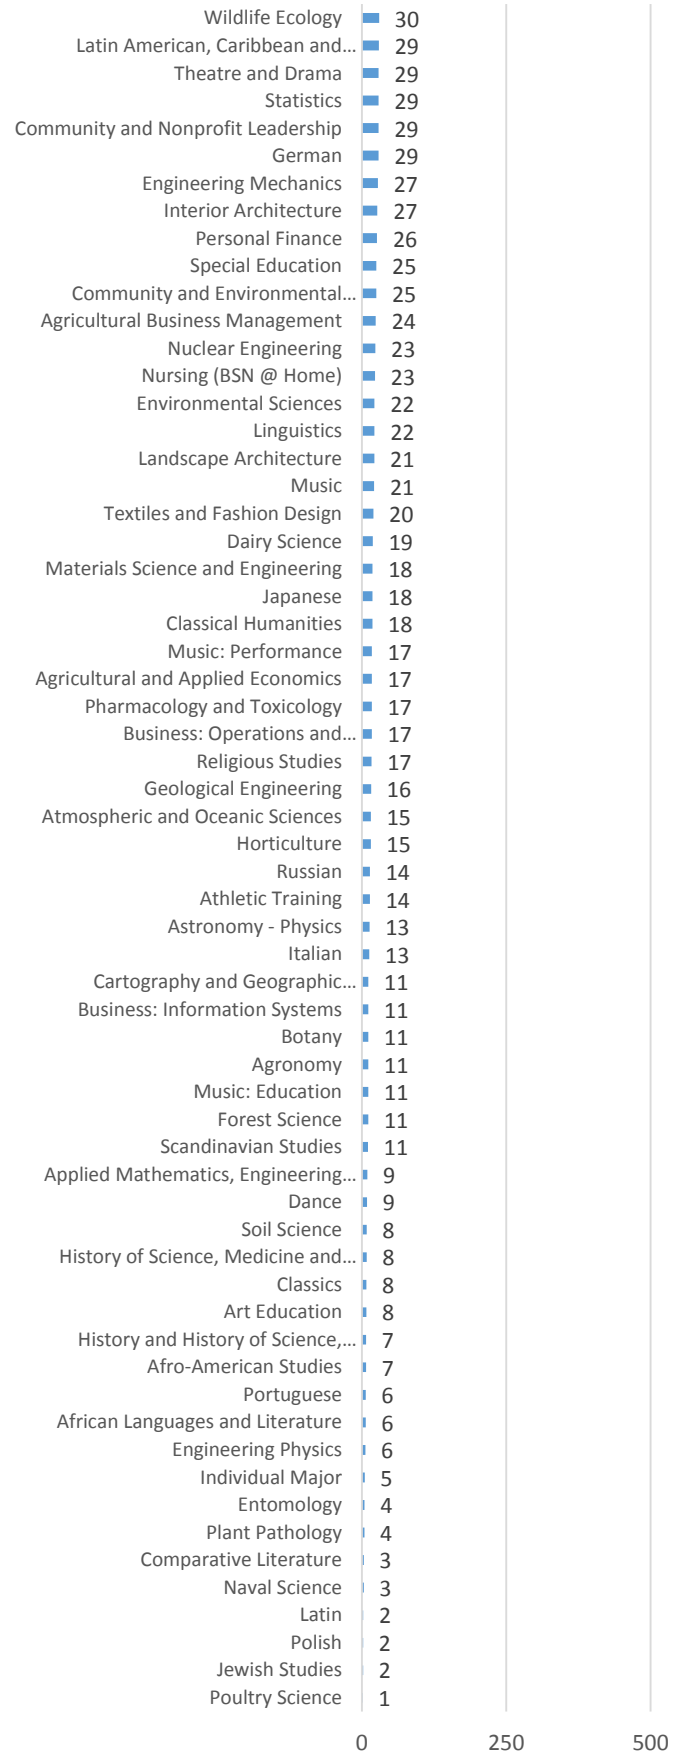 Wildlife Ecology 30
Latin American, Caribbean and... 29
Theatre and Drama 29
Statistics 29
Community and Nonprofit Leadership 29
German 29
Engineering Mechanics 27
Interior Architecture 27
Personal Finance 26
Special Education 25
Community and Environmental... 25
Agricultural Business Management 24
Nuclear Engineering 23
Nursing (BSN @ Home) 23
Environmental Sciences 22
Linguistics 22
Landscape Architecture 21
Music 21
Textiles and Fashion Design 20
Dairy Science 19
Materials Science and Engineering 18
Japanese 18
Classical Humanities 18
Music: Performance 17
Agricultural and Applied Economics 17
Pharmacology and Toxicology 17
Business: Operations and... 17
Religious Studies 17
Geological Engineering 16
Atmospheric and Oceanic Sciences 15
Horticulture 15
Russian 14
Athletic Training 14
Astronomy - Physics 13
Italian 13
Cartography and Geographic... 11
Business: Information Systems 11
Botany 11
Agronomy 11
Music: Education 11
Forest Science 11
Scandinavian Studies 11
Applied Mathematics, Engineering... 9
Dance 9
Soil Science 8
History of Science, Medicine and... 8
Classics 8
Art Education 8
History and History of Science,... 7
Afro-American Studies 7
Portuguese 6
African Languages and Literature 6
Engineering Physics 6
Individual Major 5
Entomology 4
Plant Pathology 4
Comparative Literature 3
Naval Science 3
Latin 2
Polish 2
Jewish Studies 2
Poultry Science 1
0 250 500